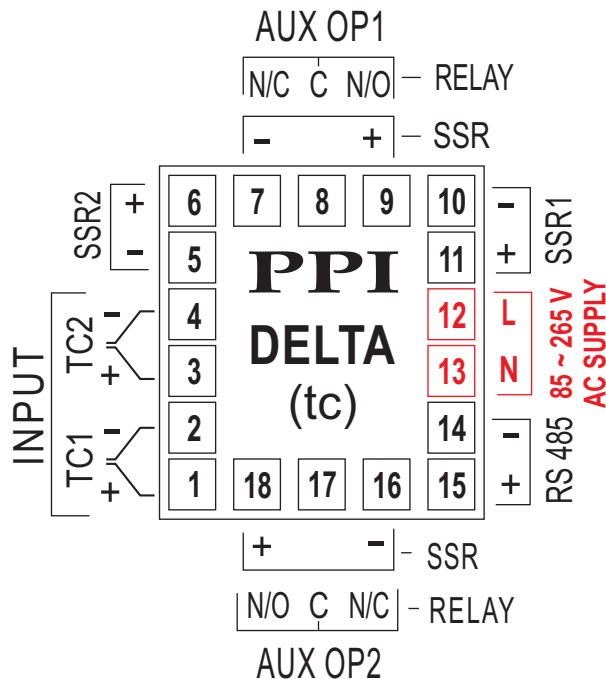 AUX OP1
N/C C N/O RELAY
- + SSR
SSR2 + -
6 7 8 9 10
5 11
4 12
3 13
2 14
1 18 17 16 15
PPI
DELTA
(tc)
SSR1 - +
L
N
85 ~ 265 V
AC SUPPLY
RS 485 - +
INPUT
TC2 - +
TC1 - +
+ - SSR
N/O C N/C RELAY
AUX OP2